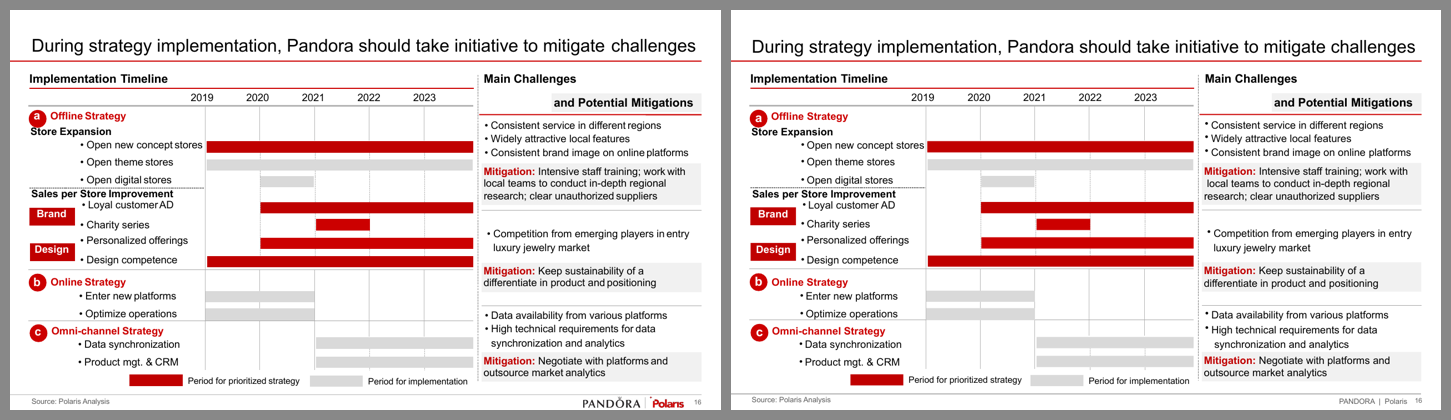 During strategy implementation, Pandora should take initiative to mitigate challenges
Implementation Timeline
2019 2020 2021 2022 2023
a Offline Strategy
Store Expansion
• Open new concept stores
• Open theme stores
• Open digital stores
Sales per Store Improvement
Brand
• Loyal customer AD
• Charity series
Design
• Personalized offerings
• Design competence
b Online Strategy
• Enter new platforms
• Optimize operations
c Omni-channel Strategy
• Data synchronization
• Product mgt. & CRM
Period for prioritized strategy
Period for implementation
Main Challenges
and Potential Mitigations
• Consistent service in different regions
• Widely attractive local features
• Consistent brand image on online platforms
Mitigation: Intensive staff training; work with
local teams to conduct in-depth regional
research; clear unauthorized suppliers
• Competition from emerging players in entry
luxury jewelry market
Mitigation: Keep sustainability of a
differentiate in product and positioning
• Data availability from various platforms
• High technical requirements for data
synchronization and analytics
Mitigation: Negotiate with platforms and
outsource market analytics
Source: Polaris Analysis
PANDÖRA | Polaris 16
During strategy implementation, Pandora should take initiative to mitigate challenges
Implementation Timeline
2019 2020 2021 2022 2023
a Offline Strategy
Store Expansion
• Open new concept stores
• Open theme stores
• Open digital stores
Sales per Store Improvement
Brand
• Loyal customer AD
• Charity series
Design
• Personalized offerings
• Design competence
b Online Strategy
• Enter new platforms
• Optimize operations
c Omni-channel Strategy
• Data synchronization
• Product mgt. & CRM
Period for prioritized strategy
Period for implementation
Main Challenges
and Potential Mitigations
• Consistent service in different regions
• Widely attractive local features
• Consistent brand image on online platforms
Mitigation: Intensive staff training; work with
local teams to conduct in-depth regional
research; clear unauthorized suppliers
• Competition from emerging players in entry
luxury jewelry market
Mitigation: Keep sustainability of a
differentiate in product and positioning
• Data availability from various platforms
• High technical requirements for data
synchronization and analytics
Mitigation: Negotiate with platforms and
outsource market analytics
Source: Polaris Analysis
PANDORA | Polaris 16